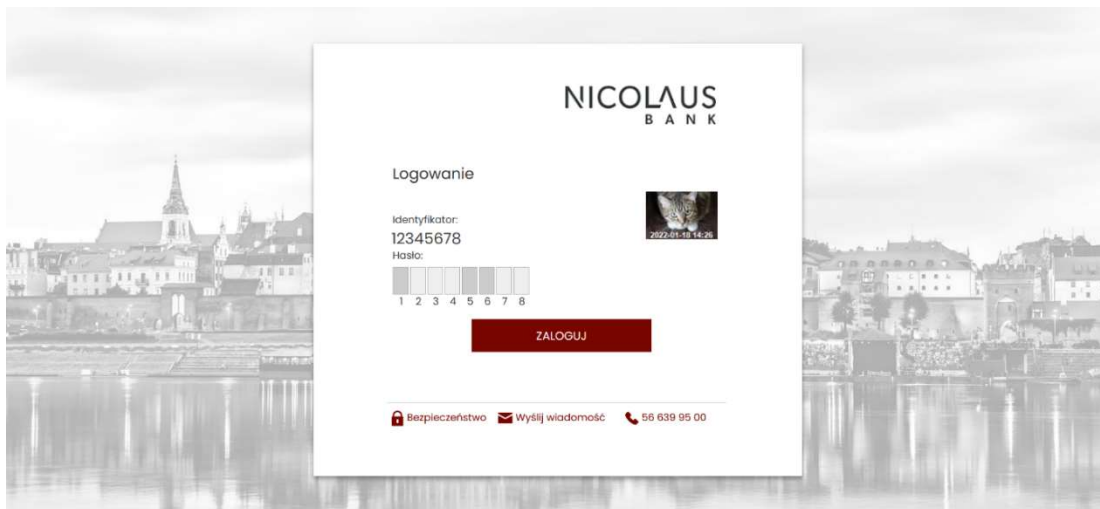 NICOLAUS
BANK
Logowanie
Identyfikator:
12345678
2022-01-18 14:26
Hasło:
1 2 3 4 5 6 7 8
ZALOGUJ
Bezpieczeństwo Wyślij wiadomość 56 639 95 00